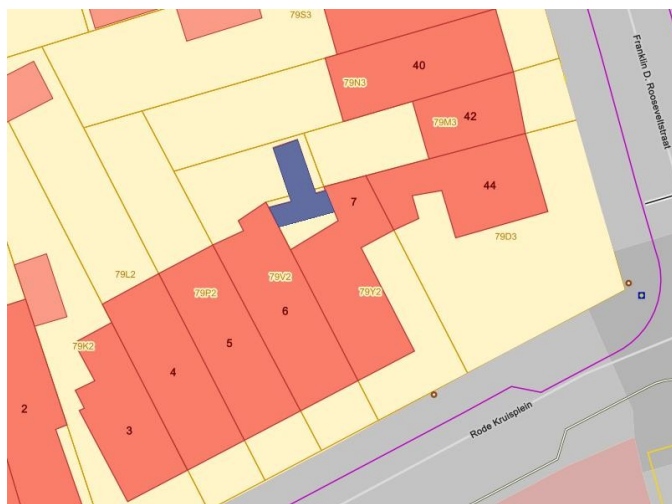 79S3
Franklin D. Rooseveltstraat
40
79N3
42
79M3
44
7
79D3
79L2
79P2
79V2
79Y2
6
5
79K2
4
2
3
Rode Kruisplein